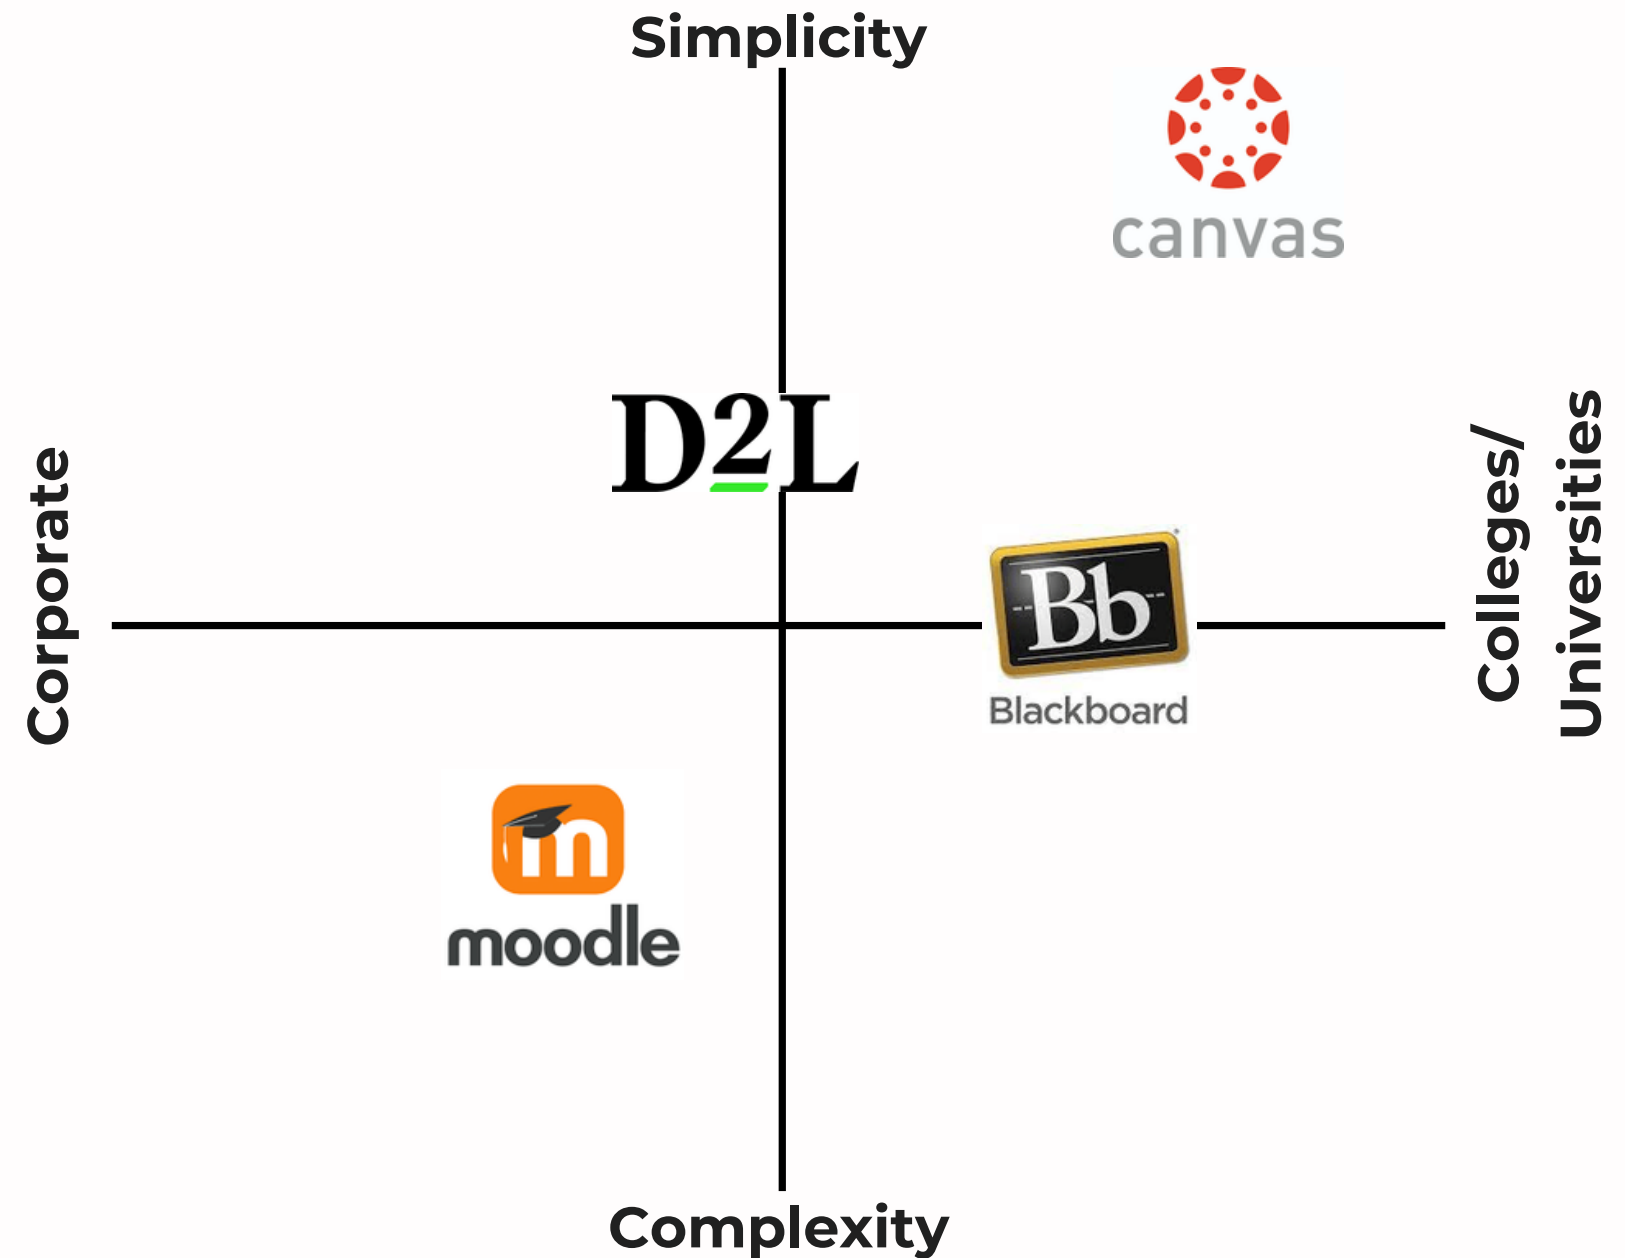 Simplicity
canvas
D2L
Corporate
Colleges/
Universities
Bb
Blackboard
m
moodle
Complexity